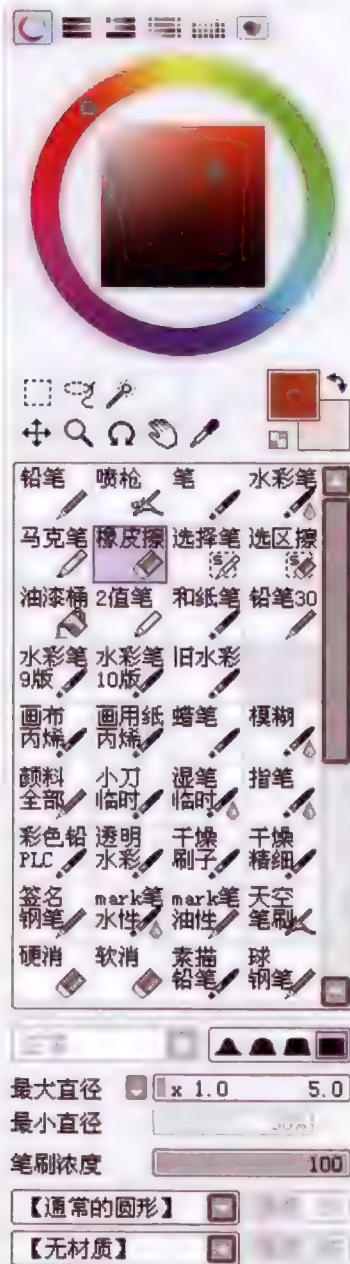 铅笔 喷枪 笔 水彩笔
马克笔 橡皮擦 选择笔 选区擦
油漆桶 2值笔 和纸笔 铅笔30
水彩笔 水彩笔 旧水彩
9版 10版
画布 画用纸 蜡笔 模糊
丙烯 丙烯
颜料 小刀 湿笔 指笔
全部 临时 临时
彩色铅 透明 干燥 干燥
PLC 水彩 刷子 精细
签名 mark笔 mark笔 天空
钢笔 水性 油性 笔刷
硬消 软消 素描 球
铅笔 钢笔
最大直径 x 1.0 5.0
最小直径
笔刷浓度 100
【通常的圆形】
【无材质】